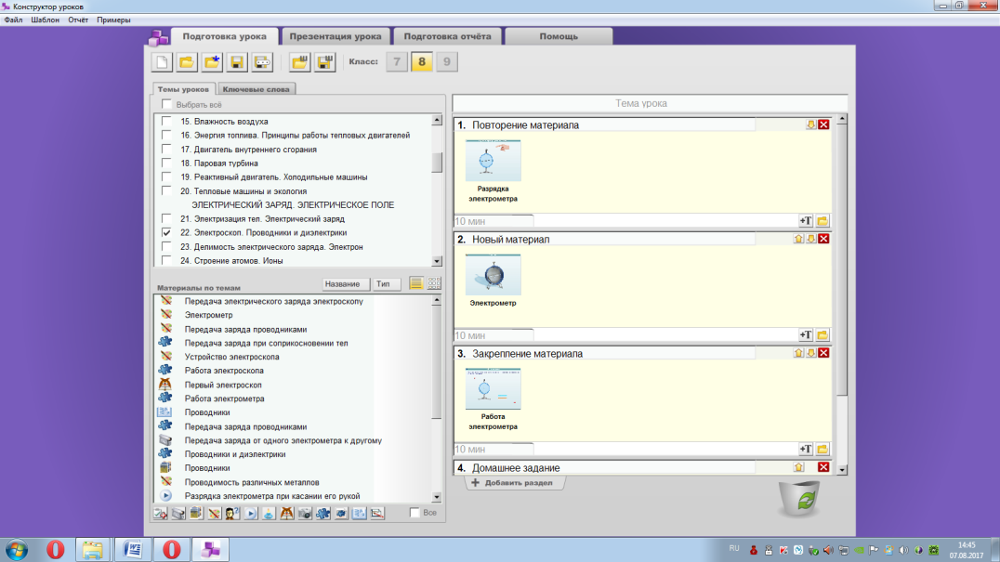 Конструктор уроков
Файл Шаблон Отчёт Примеры
Подготовка урока Презентация урока Подготовка отчёта Помощь
Класс: 7 8 9
Темы уроков Ключевые слова
Выбрать всё
15. Влажность воздуха
16. Энергия топлива. Принципы работы тепловых двигателей
17. Двигатель внутреннего сгорания
18. Паровая турбина
19. Реактивный двигатель. Холодильные машины
20. Тепловые машины и экология
ЭЛЕКТРИЧЕСКИЙ ЗАРЯД. ЭЛЕКТРИЧЕСКОЕ ПОЛЕ
21. Электризация тел. Электрический заряд
22. Электроскоп. Проводники и диэлектрики
23. Делимость электрического заряда. Электрон
24. Строение атомов. Ионы
Материалы по темам Название Тип
Передача электрического заряда электроскопу
Электрометр
Передача заряда проводниками
Передача заряда при соприкосновении тел
Устройство электроскопа
Работа электроскопа
Первый электроскоп
Работа электрометра
Проводники
Передача заряда проводниками
Передача заряда от одного электрометра к другому
Проводники и диэлектрики
Проводники
Проводимость различных металлов
Разрядка электрометра при касании его рукой
Все
Тема урока
1. Повторение материала
Разрядка
электрометра
10 мин +T
2. Новый материал
Электрометр
10 мин +T
3. Закрепление материала
Работа
электрометра
10 мин +T
4. Домашнее задание
+ Добавить раздел
RU
14:45
07.08.2017